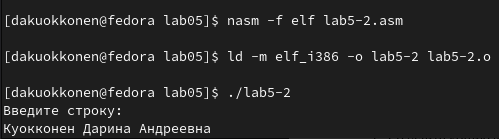 [dakuokkonen@fedora lab05]$ nasm -f elf lab5-2.asm
[dakuokkonen@fedora lab05]$ ld -m elf_i386 -o lab5-2 lab5-2.o
[dakuokkonen@fedora lab05]$ ./lab5-2
Введите строку:
Куокконен Дарина Андреевна